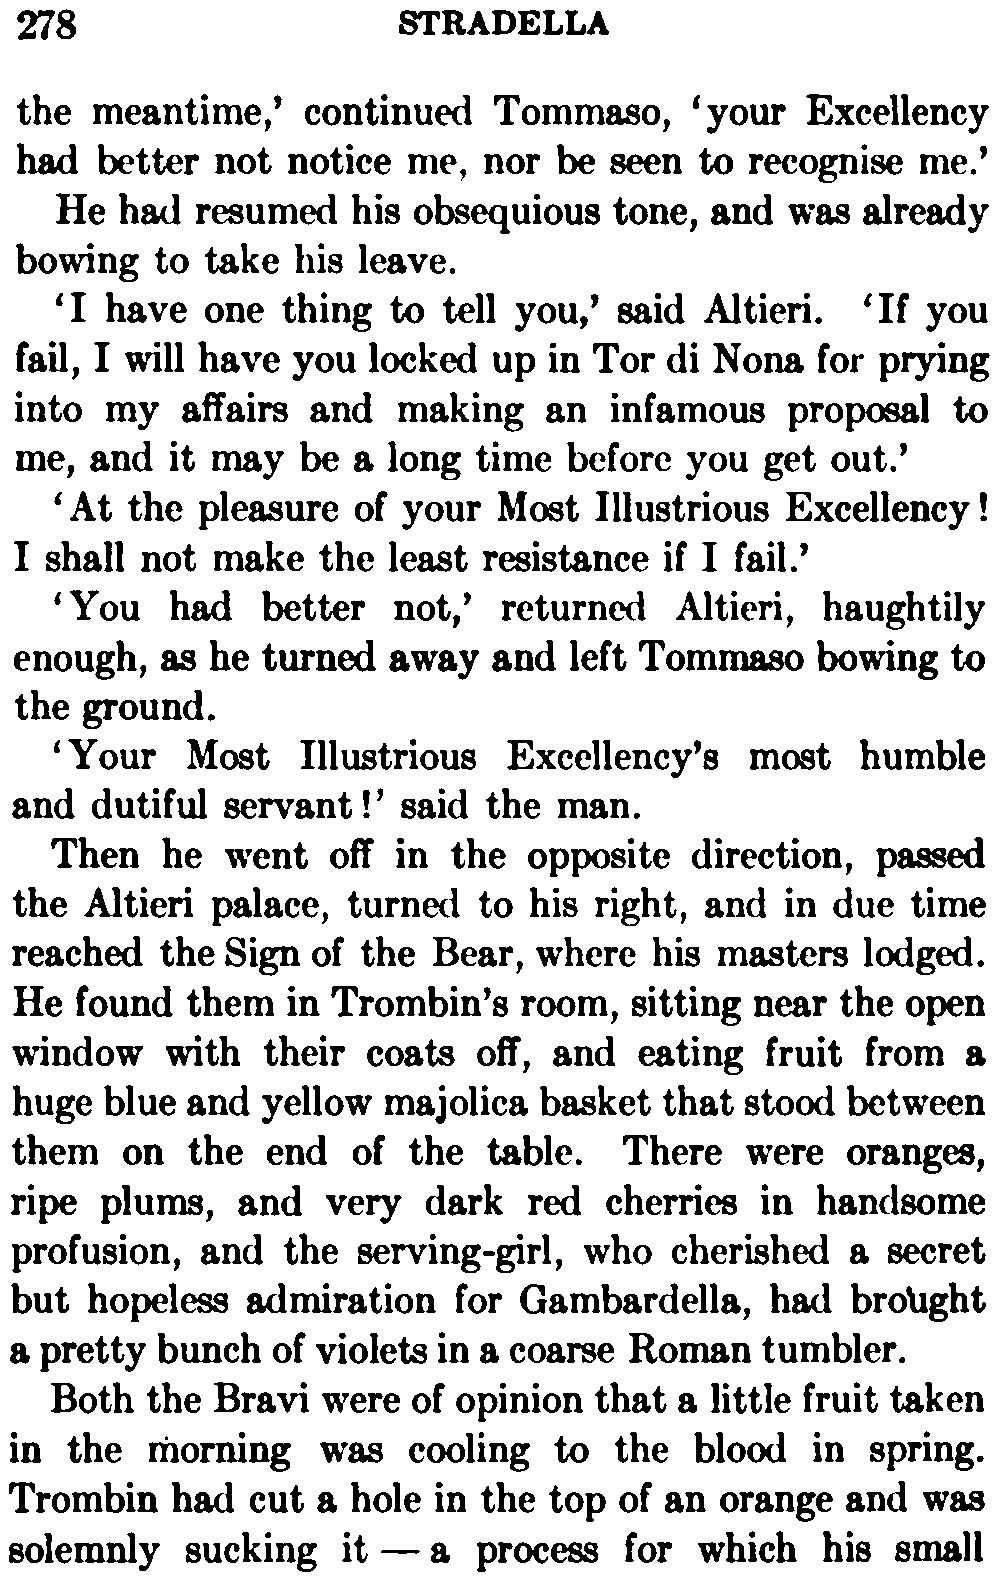 278 STRADELLA
the meantime,’ continued Tommaso, ‘your Excellency
had better not notice me, nor be seen to recognise me.’
He had resumed his obsequious tone, and was already
bowing to take his leave.
‘I have one thing to tell you,’ said Altieri. ‘If you
fail, I will have you locked up in Tor di Nona for prying
into my affairs and making an infamous proposal to
me, and it may be a long time before you get out.’
‘At the pleasure of your Most Illustrious Excellency!
I shall not make the least resistance if I fail.’
‘You had better not,’ returned Altieri, haughtily
enough, as he turned away and left Tommaso bowing to
the ground.
‘Your Most Illustrious Excellency’s most humble
and dutiful servant!’ said the man.
Then he went off in the opposite direction, passed
the Altieri palace, turned to his right, and in due time
reached the Sign of the Bear, where his masters lodged.
He found them in Trombin’s room, sitting near the open
window with their coats off, and eating fruit from a
huge blue and yellow majolica basket that stood between
them on the end of the table. There were oranges,
ripe plums, and very dark red cherries in handsome
profusion, and the serving-girl, who cherished a secret
but hopeless admiration for Gambardella, had brought
a pretty bunch of violets in a coarse Roman tumbler.
Both the Bravi were of opinion that a little fruit taken
in the morning was cooling to the blood in spring.
Trombin had cut a hole in the top of an orange and was
solemnly sucking it — a process for which his small